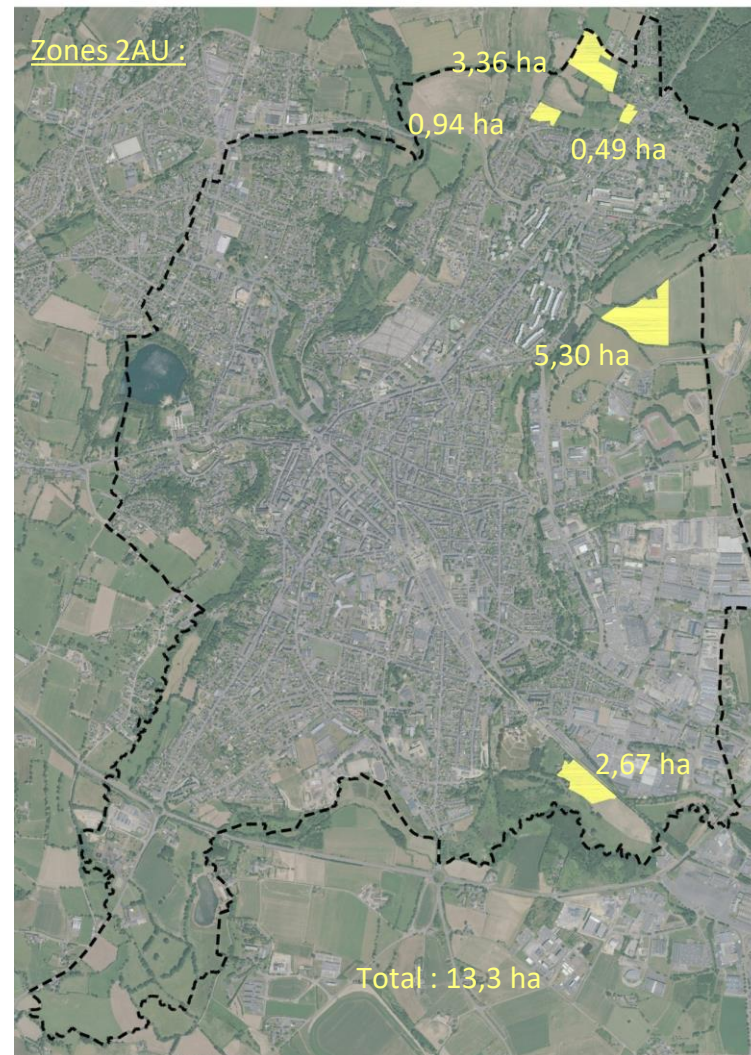 Zones 2AU :
3,36 ha
0,94 ha
0,49 ha
5,30 ha
2,67 ha
Total : 13,3 ha